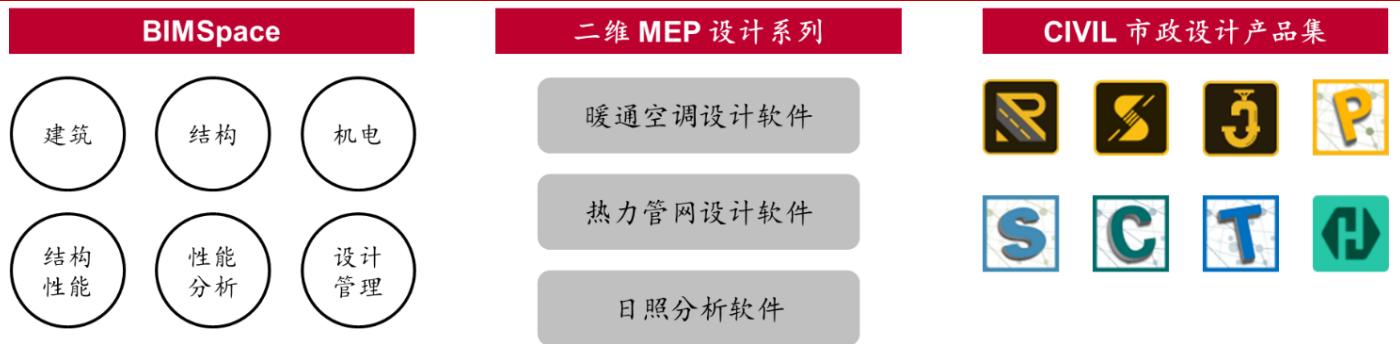 BIMSpace
二维 MEP 设计系列
CIVIL 市政设计产品集
建筑
结构
机电
结构
性能
性能
分析
设计
管理
暖通空调设计软件
热力管网设计软件
日照分析软件
R
S
J
P
S
C
T
H